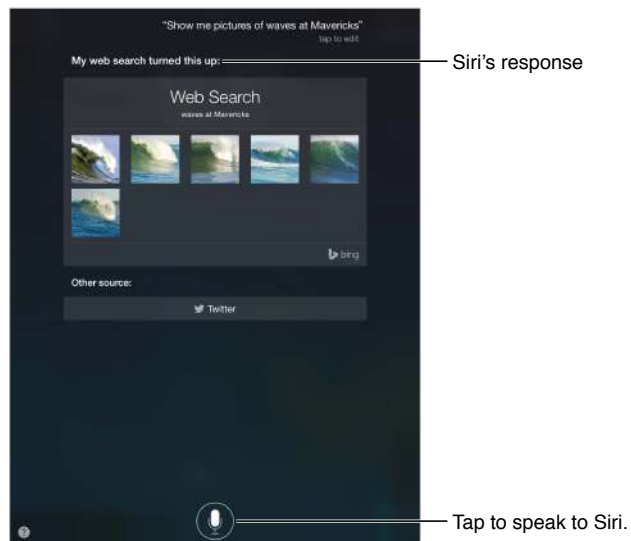 "Show me pictures of waves at Mavericks"
tap to edit
My web search turned this up:
Siri's response
Web Search
waves at Mavericks
bing
Other source:
Twitter
?
Tap to speak to Siri.